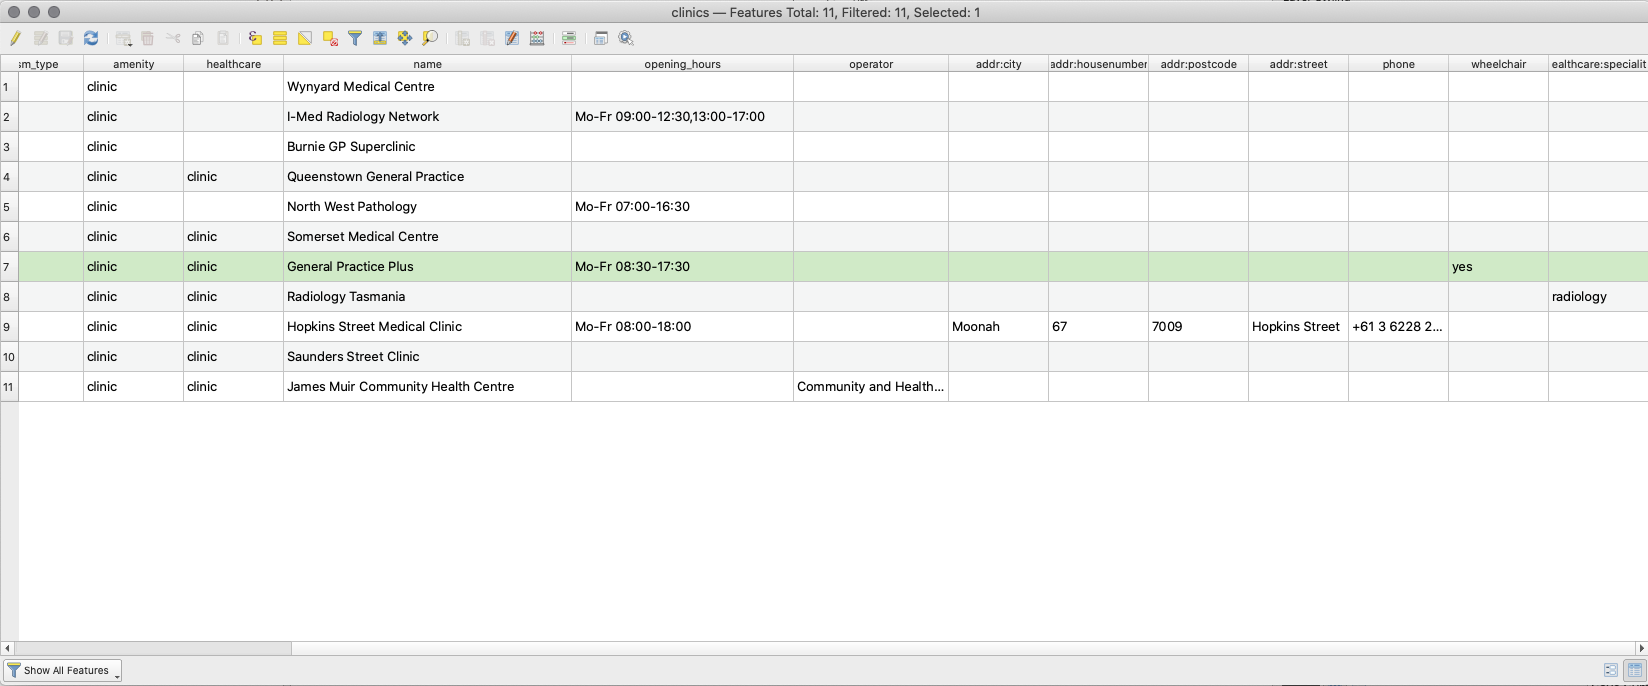 clinics — Features Total: 11, Filtered: 11, Selected: 1
sm_type amenity healthcare name opening_hours operator addr:city addr:housenumber addr:postcode addr:street phone wheelchair ealthcare:specialit
1 clinic Wynyard Medical Centre
2 clinic I-Med Radiology Network Mo-Fr 09:00-12:30,13:00-17:00
3 clinic Burnie GP Superclinic
4 clinic clinic Queenstown General Practice
5 clinic North West Pathology Mo-Fr 07:00-16:30
6 clinic clinic Somerset Medical Centre
7 clinic clinic General Practice Plus Mo-Fr 08:30-17:30 yes
8 clinic clinic Radiology Tasmania radiology
9 clinic clinic Hopkins Street Medical Clinic Mo-Fr 08:00-18:00 Moonah 67 7009 Hopkins Street +61 3 6228 2...
10 clinic clinic Saunders Street Clinic
11 clinic clinic James Muir Community Health Centre Community and Health...
Show All Features